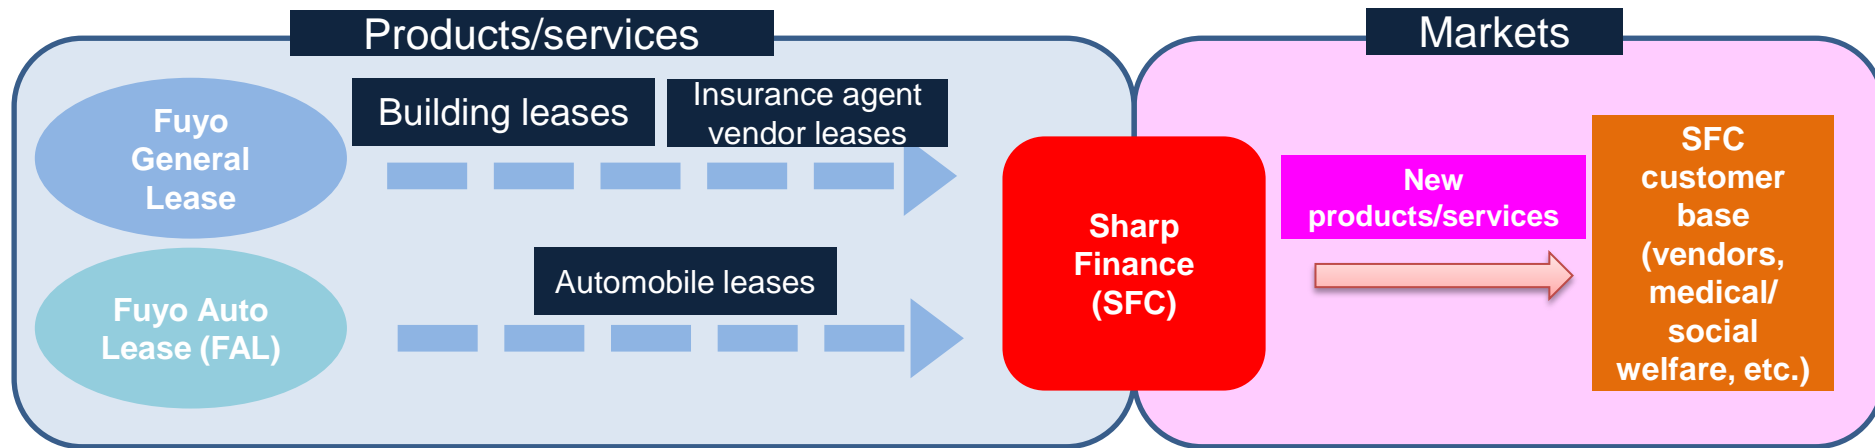 Products/services
Markets
Fuyo
General
Lease
Building leases
Insurance agent
vendor leases
Fuyo Auto
Lease (FAL)
Automobile leases
Sharp
Finance
(SFC)
New
products/services
SFC
customer
base
(vendors,
medical/
social
welfare, etc.)